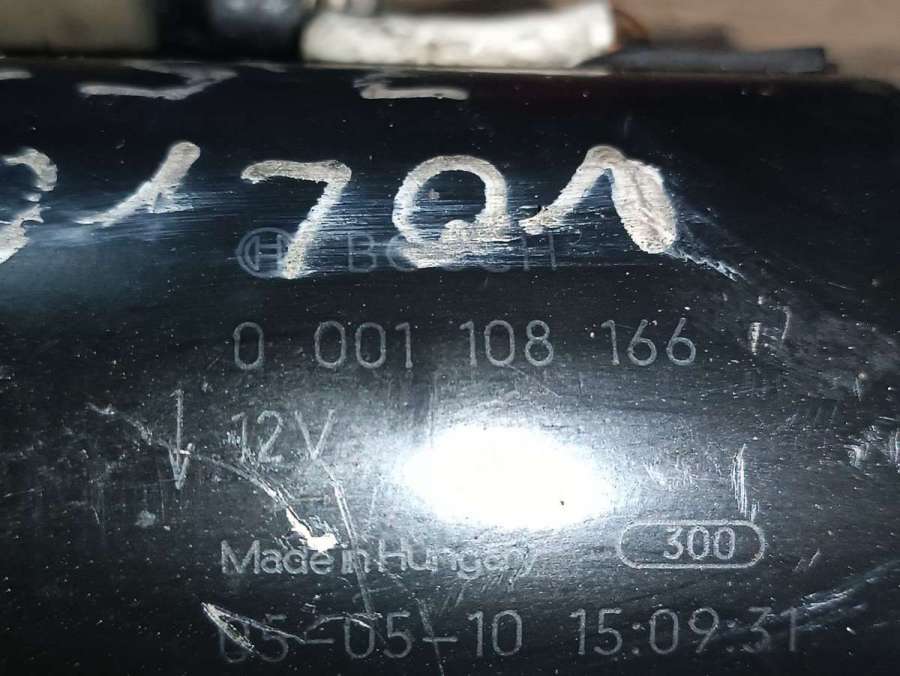 BOSCH
0 001 108 166
12V
Made in Hungary
300
05-05-10 15:09:31